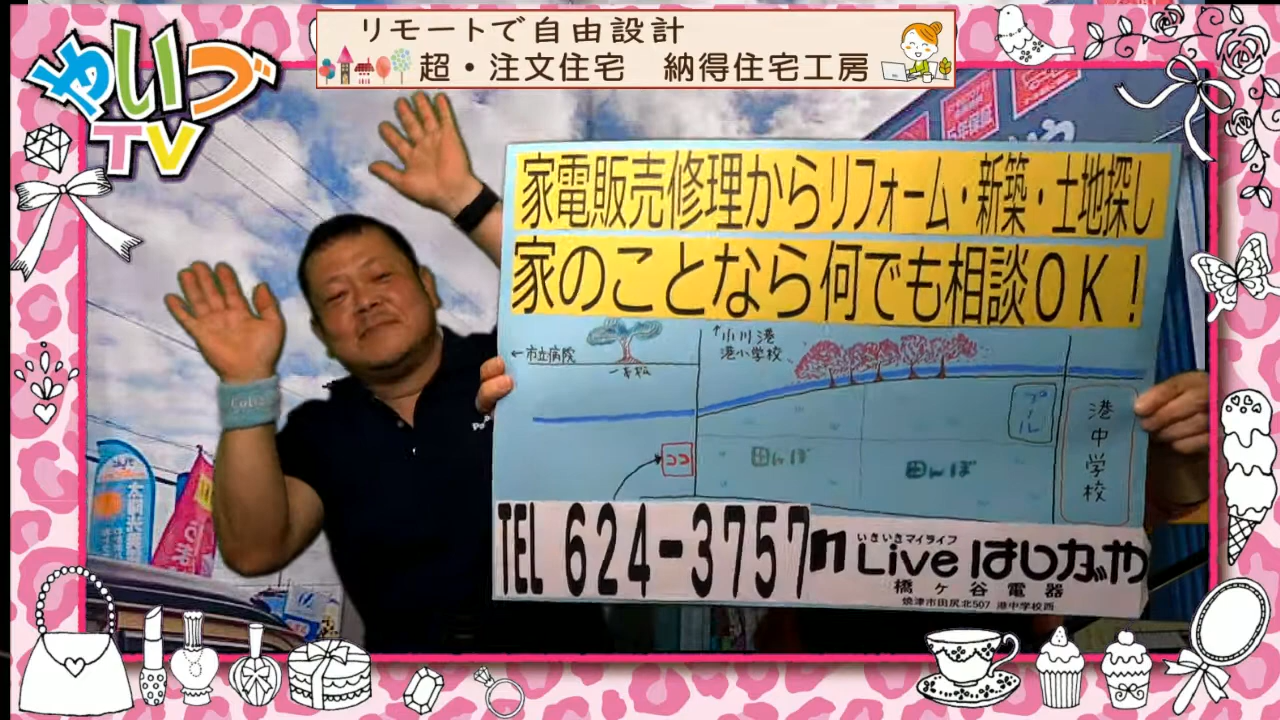 リモートで自由設計
超・注文住宅 納得住宅工房
やいづ
TV
5年保証
家電販売修理からリフォーム・新築・土地探し
家のことなら何でも相談OK!
←市立病院
一本松
↑小川港
港小学校
プール
港中学校
ココ
田んぼ
田んぼ
TEL 624-3757
いきいきマイライフ
n Live はしがや
橋ヶ谷電器
焼津市田尻北507 港中学校西